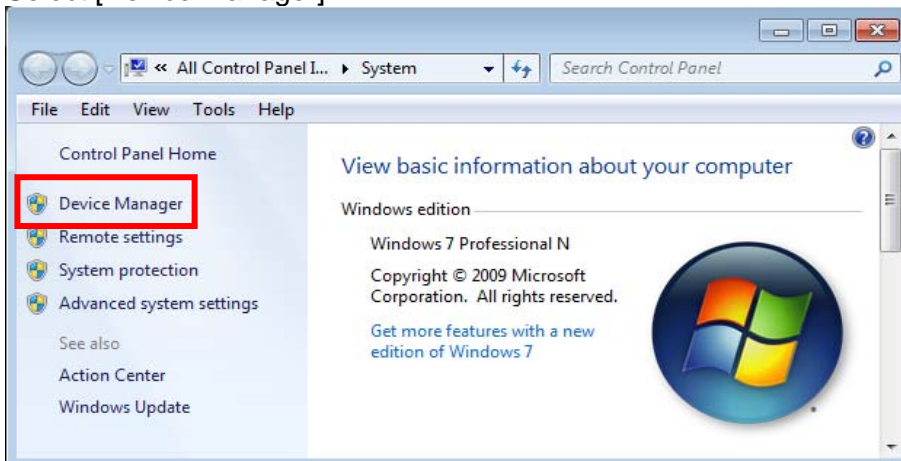 « All Control Panel I... ▸ System
Search Control Panel
File Edit View Tools Help
Control Panel Home
Device Manager
Remote settings
System protection
Advanced system settings
See also
Action Center
Windows Update
View basic information about your computer
Windows edition
Windows 7 Professional N
Copyright © 2009 Microsoft
Corporation. All rights reserved.
Get more features with a new
edition of Windows 7